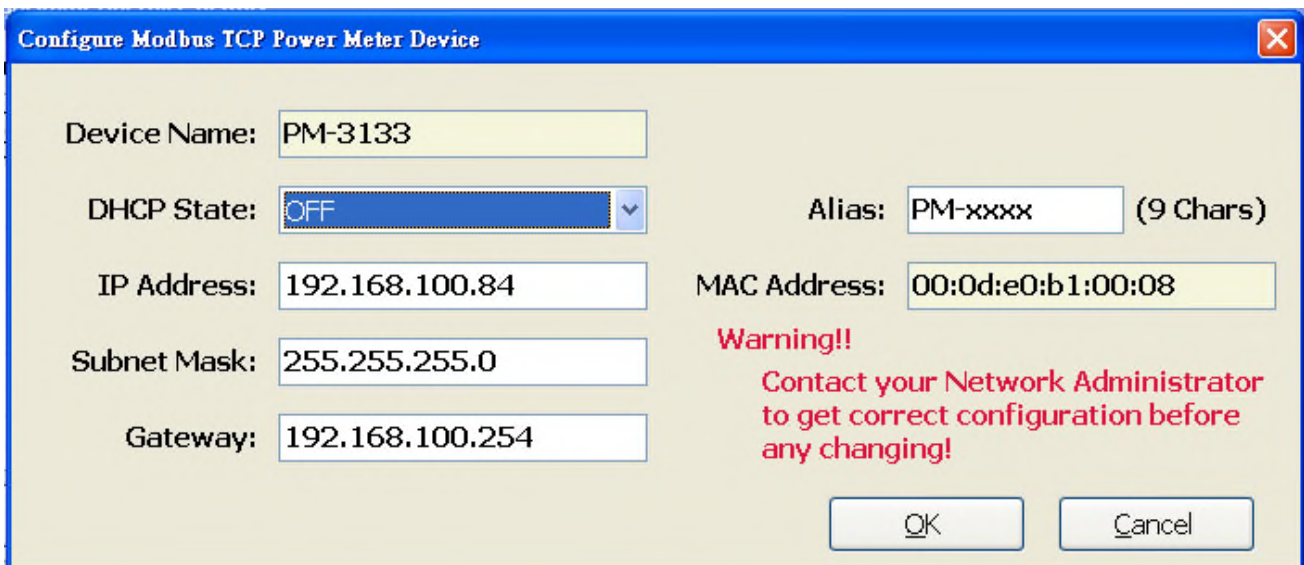 Configure Modbus TCP Power Meter Device
Device Name: PM-3133
DHCP State: OFF
Alias: PM-xxxx (9 Chars)
IP Address: 192.168.100.84
MAC Address: 00:0d:e0:b1:00:08
Subnet Mask: 255.255.255.0
Warning!!
Contact your Network Administrator
to get correct configuration before
any changing!
Gateway: 192.168.100.254
OK
Cancel